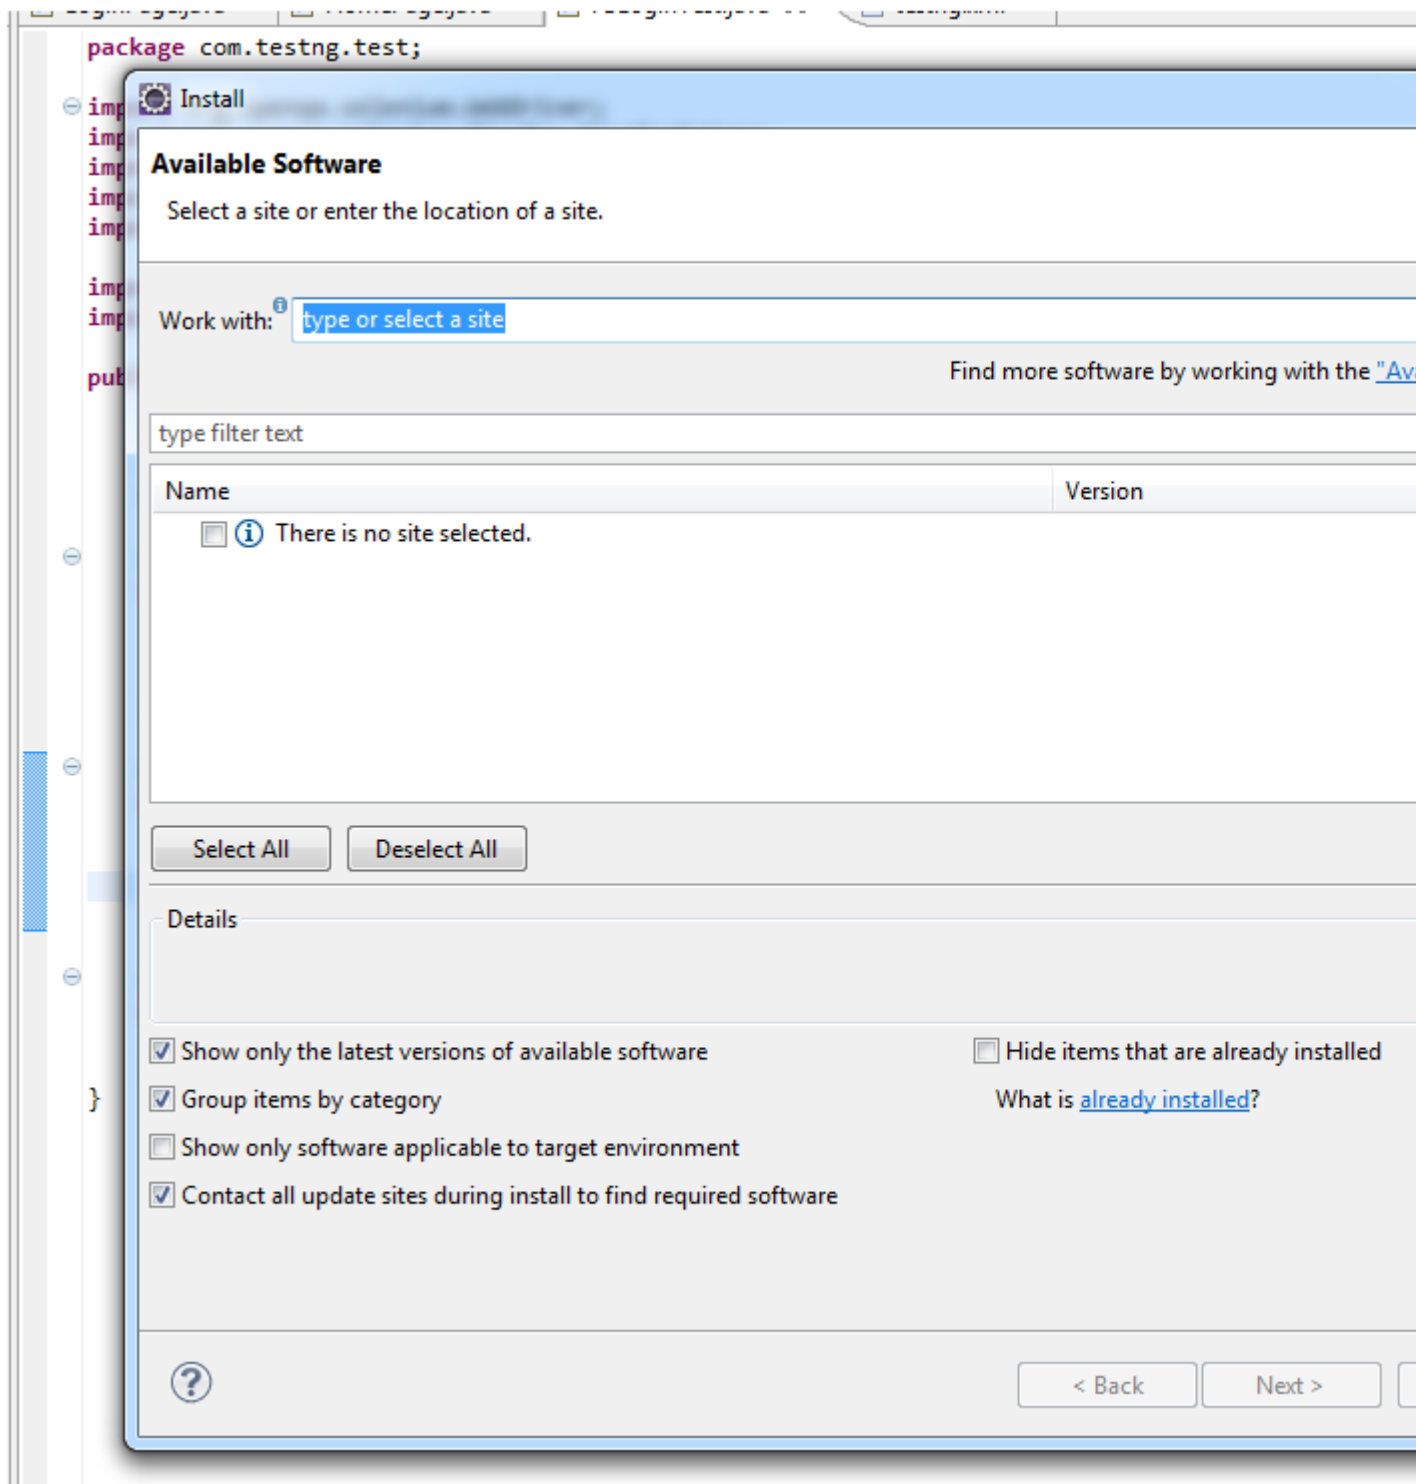 package com.testng.test;
Install
imp
imp
imp
imp
imp
imp
imp
pub
}
Available Software
Select a site or enter the location of a site.
Work with:
type or select a site
Find more software by working with the "Ava
type filter text
Name Version
There is no site selected.
Select All Deselect All
Details
Show only the latest versions of available software
Hide items that are already installed
Group items by category
What is already installed?
Show only software applicable to target environment
Contact all update sites during install to find required software
? < Back Next >